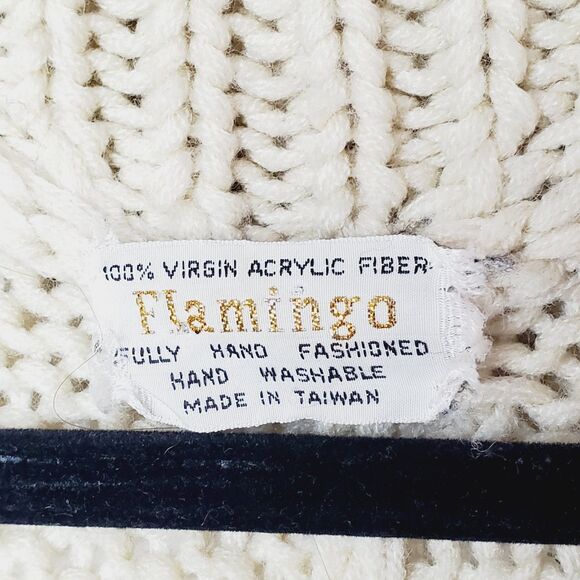 100% VIRGIN ACRYLIC FIBER
Flamingo
FULLY HAND FASHIONED
HAND WASHABLE
MADE IN TAIWAN